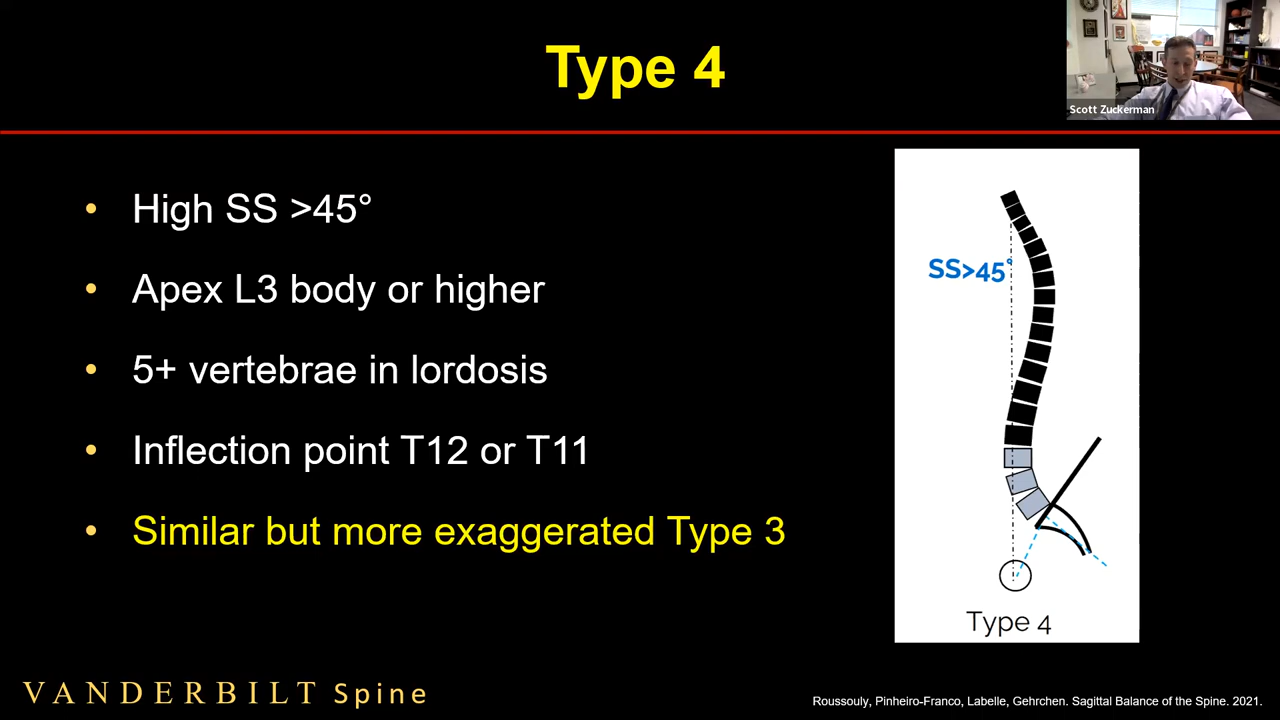 Type 4
Scott Zuckerman
• High SS >45°
• Apex L3 body or higher
• 5+ vertebrae in lordosis
• Inflection point T12 or T11
• Similar but more exaggerated Type 3
SS>45°
Type 4
VANDERBILT Spine
Roussouly, Pinheiro-Franco, Labelle, Gehrchen. Sagittal Balance of the Spine. 2021.